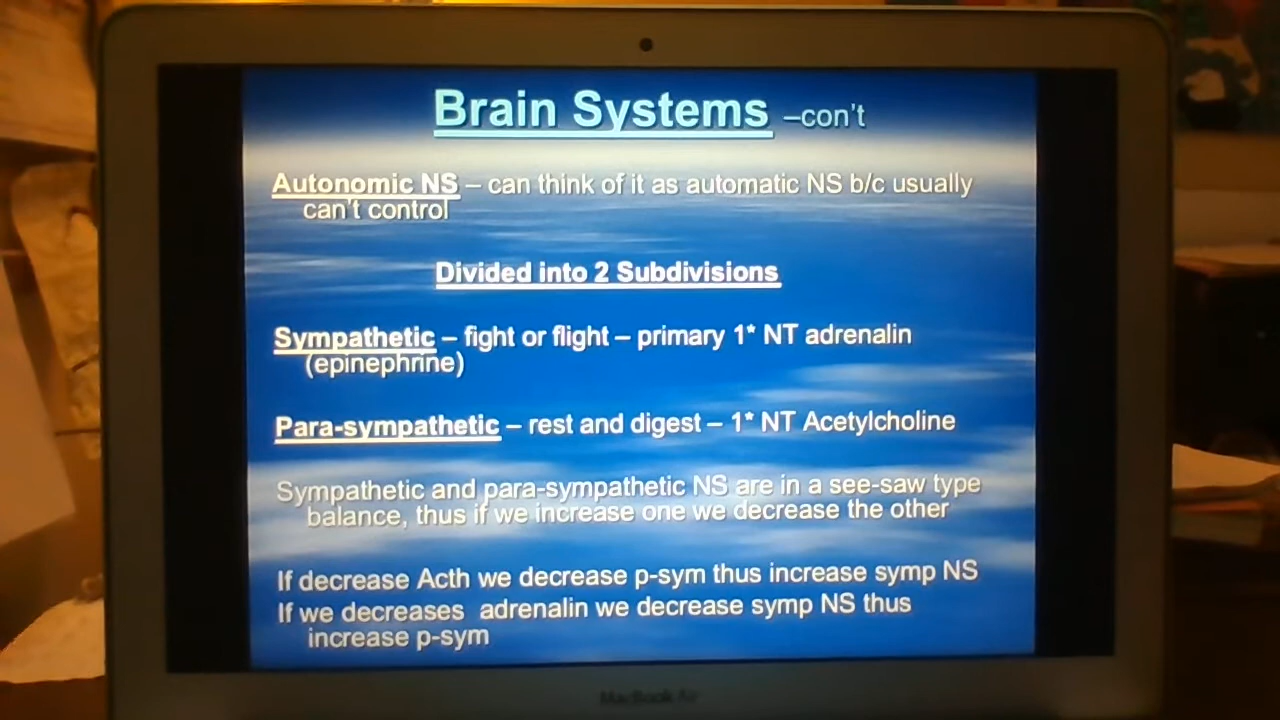 Brain Systems –con't
Autonomic NS – can think of it as automatic NS b/c usually
can't control
Divided into 2 Subdivisions
Sympathetic – fight or flight – primary 1* NT adrenalin
(epinephrine)
Para-sympathetic – rest and digest – 1* NT Acetylcholine
Sympathetic and para-sympathetic NS are in a see-saw type
balance, thus if we increase one we decrease the other
If decrease Acth we decrease p-sym thus increase symp NS
If we decreases adrenalin we decrease symp NS thus
increase p-sym
MacBook Air